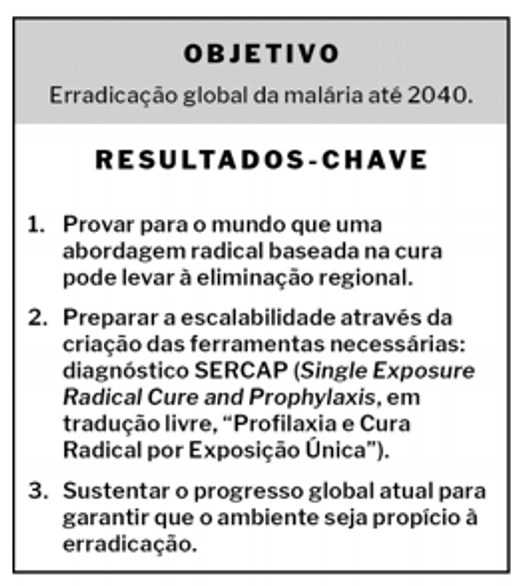 OBJETIVO
Erradicação global da malária até 2040.
RESULTADOS-CHAVE
1. Provar para o mundo que uma
abordagem radical baseada na cura
pode levar à eliminação regional.
2. Preparar a escalabilidade através da
criação das ferramentas necessárias:
diagnóstico SERCAP (Single Exposure
Radical Cure and Prophylaxis, em
tradução livre, “Profilaxia e Cura
Radical por Exposição Única”).
3. Sustentar o progresso global atual para
garantir que o ambiente seja propício à
erradicação.